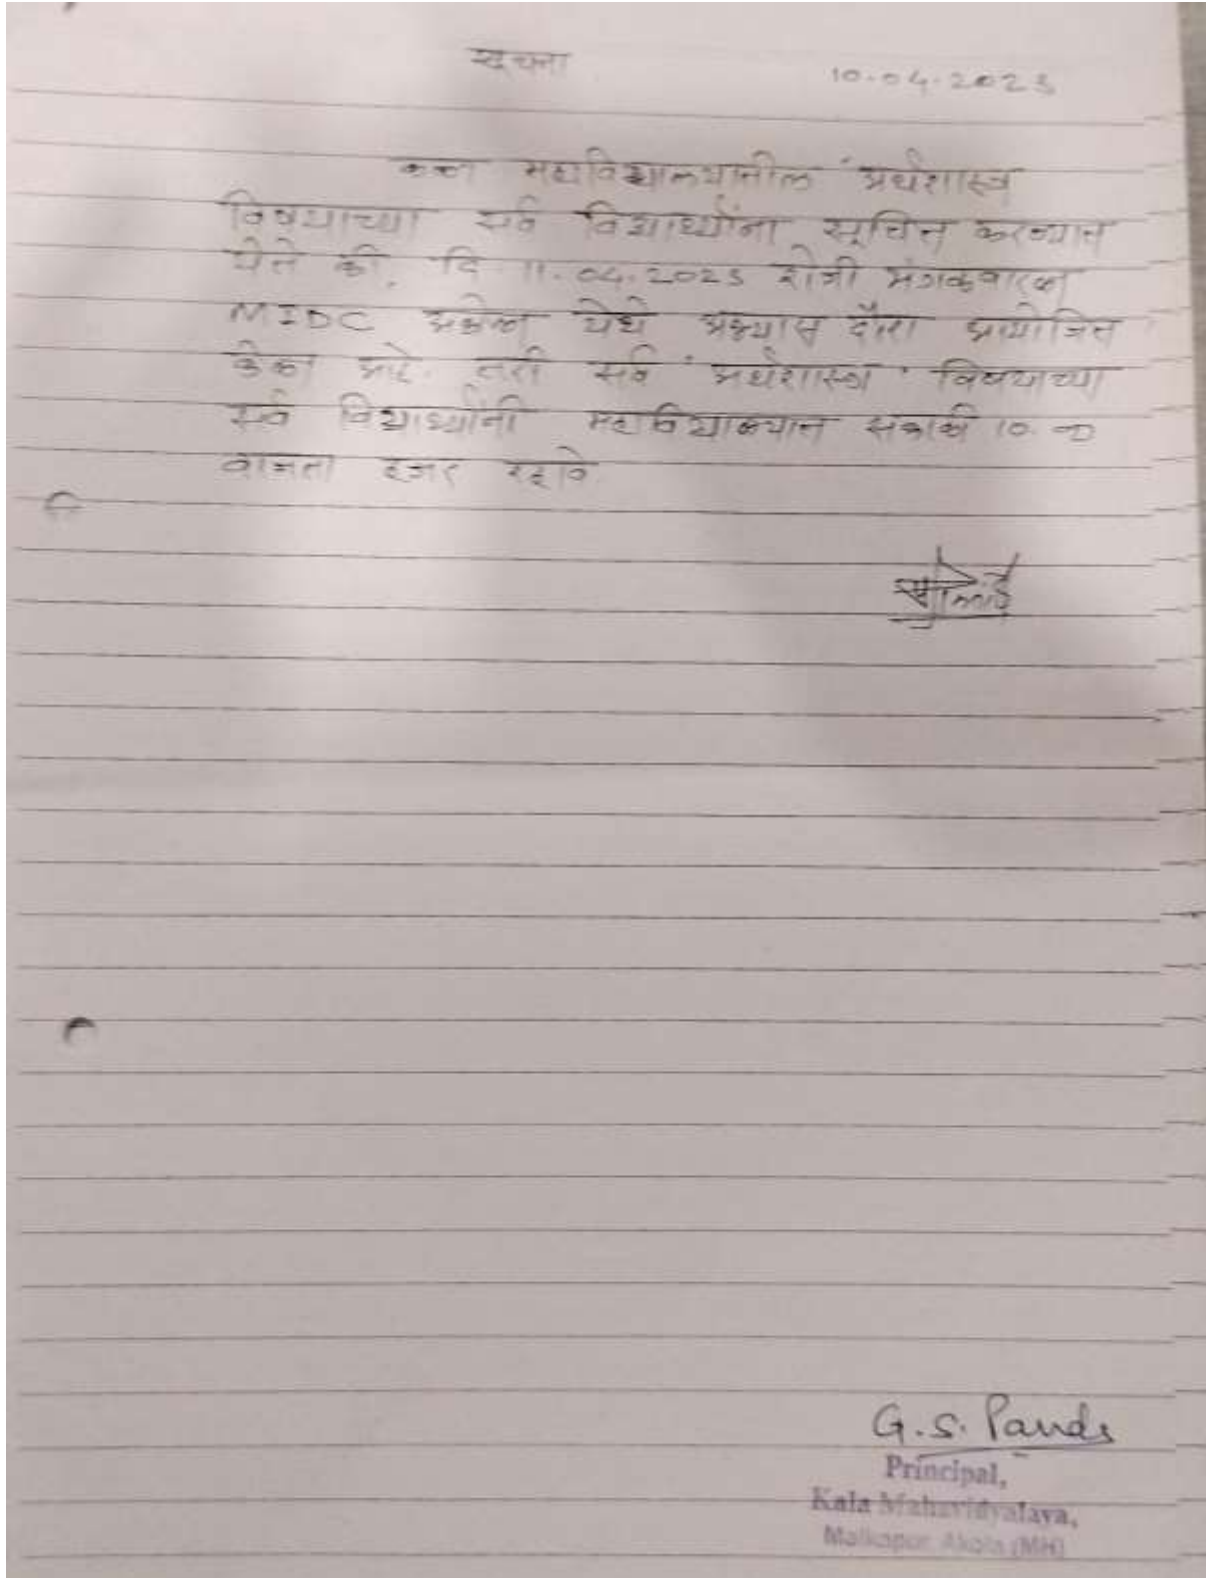 सूचना
10.04.2023
कला महाविद्यालयातील 'अर्थशास्त्र
विषयाच्या सर्व विद्यार्थ्यांना सूचित करण्यात
येते की, दि. 11.04.2023 रोजी मंगळवारला
MIDC अकोला येथे अभ्यास दौरा आयोजित
केला आहे. तरी सर्व 'अर्थशास्त्र' विषयाच्या
सर्व विद्यार्थ्यांनी महाविद्यालयात सकाळी 10.00
वाजता हजर रहावे.
G.S. Pande
Principal,
Kala Mahavidyalaya,
Malkapur, Akola (MH)